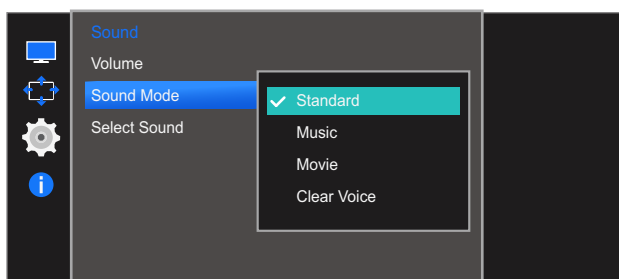 Sound
Volume
Sound Mode
Select Sound
Standard
Music
Movie
Clear Voice